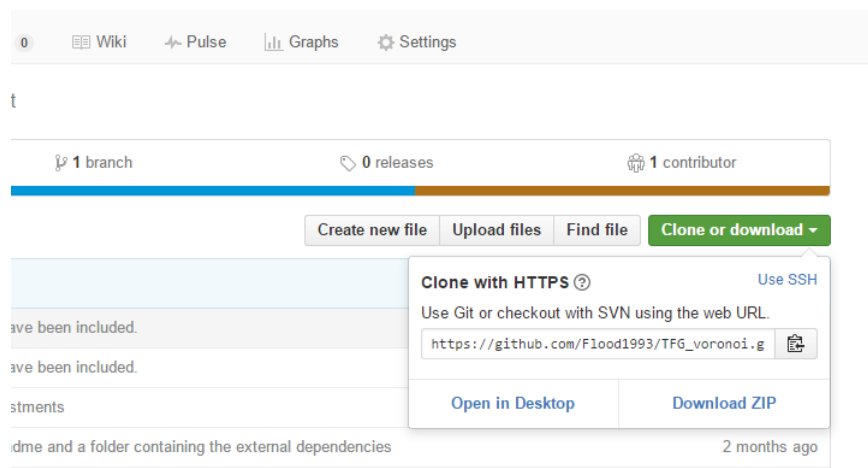 0 Wiki Pulse Graphs Settings
t
1 branch 0 releases 1 contributor
Create new file Upload files Find file Clone or download
Clone with HTTPS ? Use SSH
Use Git or checkout with SVN using the web URL.
ave been included.
https://github.com/Flood1993/TFG_voronoi.g
ave been included.
stments
Open in Desktop Download ZIP
dme and a folder containing the external dependencies 2 months ago